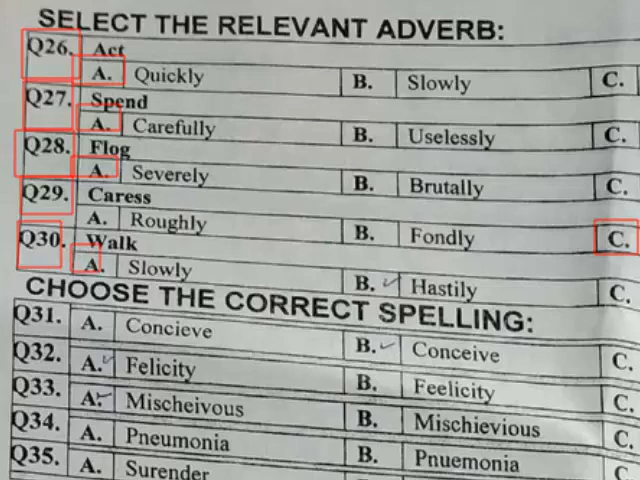 SELECT THE RELEVANT ADVERB:
Q26. Act
A. Quickly B. Slowly C.
Q27. Spend
A. Carefully B. Uselessly C.
Q28. Flog
A. Severely B. Brutally C.
Q29. Caress
A. Roughly B. Fondly C.
Q30. Walk
A. Slowly B. Hastily C.
CHOOSE THE CORRECT SPELLING:
Q31. A. Concieve B. Conceive C.
Q32. A. Felicity B. Feelicity C.
Q33. A. Mischeivous B. Mischievious C.
Q34. A. Pneumonia B. Pnuemonia C.
Q35. A. Surender